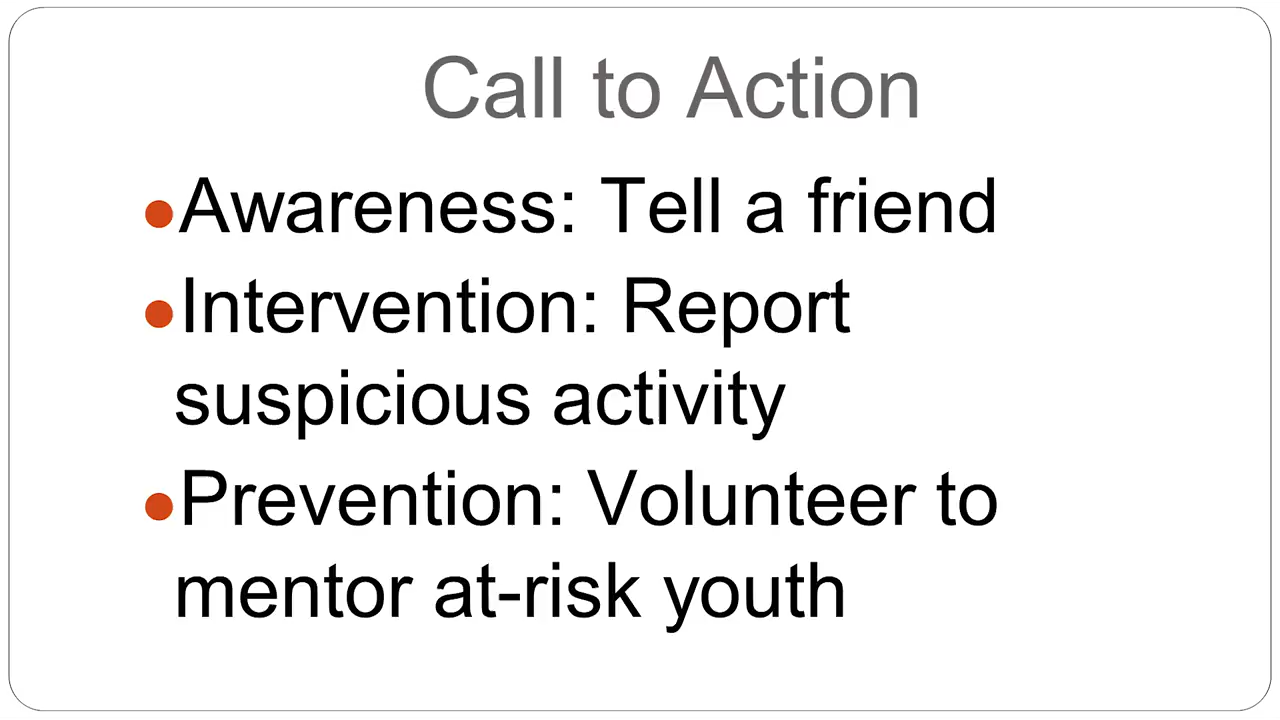 Call to Action
●Awareness: Tell a friend
●Intervention: Report
suspicious activity
●Prevention: Volunteer to
mentor at-risk youth